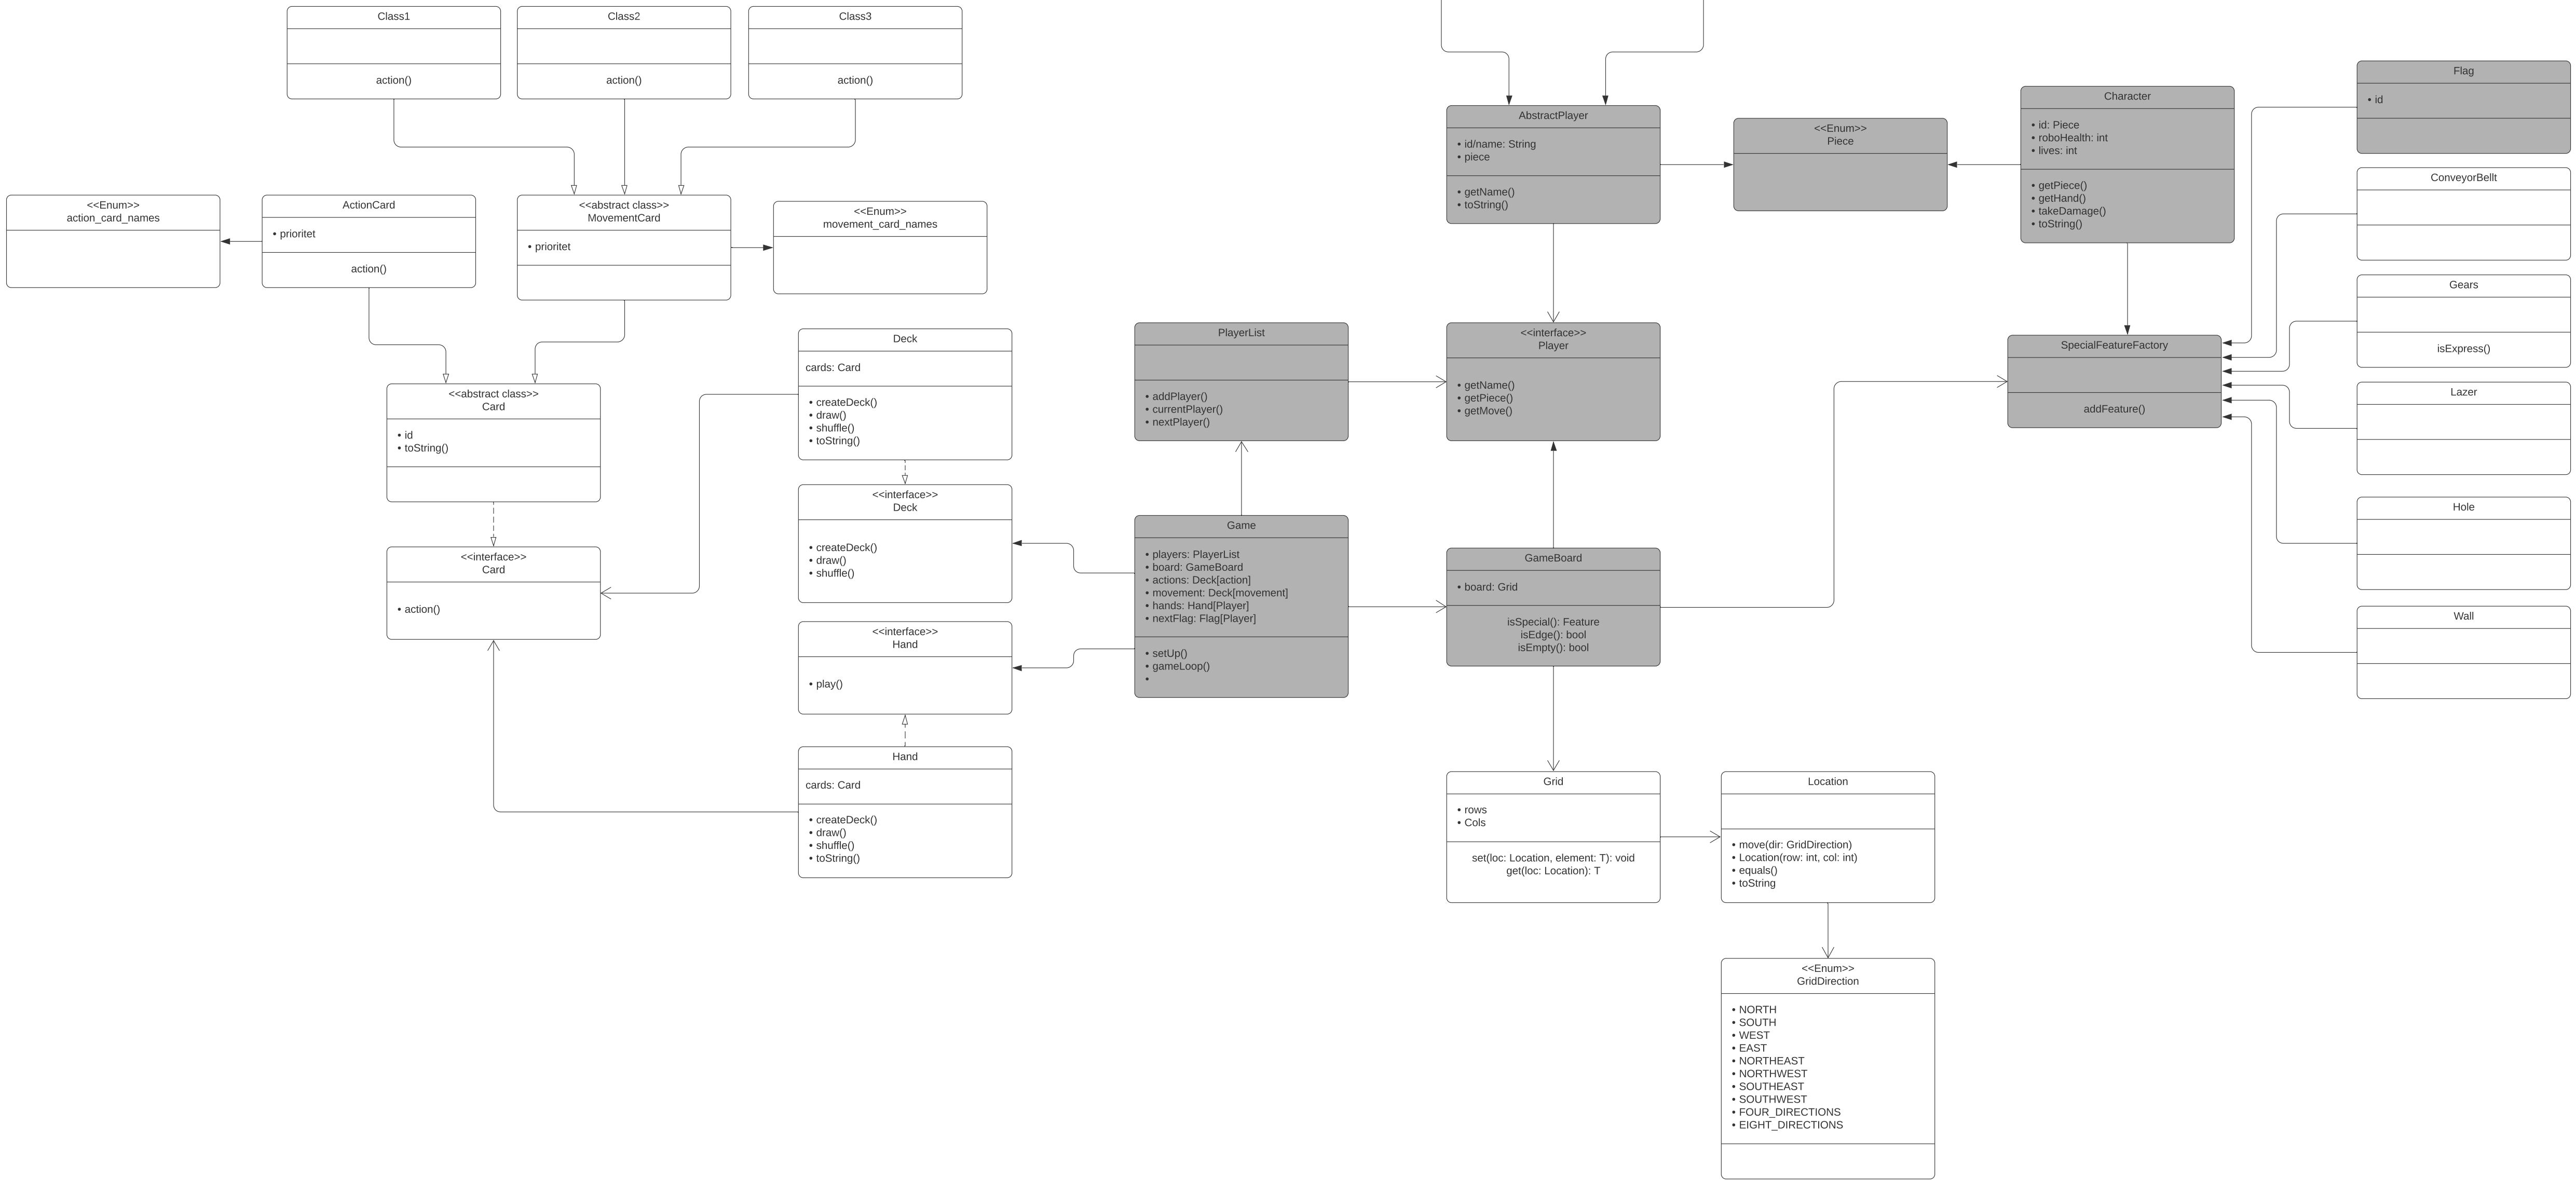 Class1
action()
Class2
action()
Class3
action()
<<Enum>>
action_card_names
ActionCard
• prioritet
action()
<<abstract class>>
MovementCard
• prioritet
<<Enum>>
movement_card_names
<<abstract class>>
Card
• id
• toString()
<<interface>>
Card
• action()
Deck
cards: Card
• createDeck()
• draw()
• shuffle()
• toString()
<<interface>>
Deck
• createDeck()
• draw()
• shuffle()
<<interface>>
Hand
• play()
Hand
cards: Card
• createDeck()
• draw()
• shuffle()
• toString()
PlayerList
• addPlayer()
• currentPlayer()
• nextPlayer()
Game
• players: PlayerList
• board: GameBoard
• actions: Deck[action]
• movement: Deck[movement]
• hands: Hand[Player]
• nextFlag: Flag[Player]
• setUp()
• gameLoop()
•
AbstractPlayer
• id/name: String
• piece
• getName()
• toString()
<<Enum>>
Piece
Character
• id: Piece
• roboHealth: int
• lives: int
• getPiece()
• getHand()
• takeDamage()
• toString()
<<interface>>
Player
• getName()
• getPiece()
• getMove()
GameBoard
• board: Grid
isSpecial(): Feature
isEdge(): bool
isEmpty(): bool
Grid
• rows
• Cols
set(loc: Location, element: T): void
get(loc: Location): T
Location
• move(dir: GridDirection)
• Location(row: int, col: int)
• equals()
• toString
<<Enum>>
GridDirection
• NORTH
• SOUTH
• WEST
• EAST
• NORTHEAST
• NORTHWEST
• SOUTHEAST
• SOUTHWEST
• FOUR_DIRECTIONS
• EIGHT_DIRECTIONS
SpecialFeatureFactory
addFeature()
Flag
• id
ConveyorBellt
Gears
isExpress()
Lazer
Hole
Wall